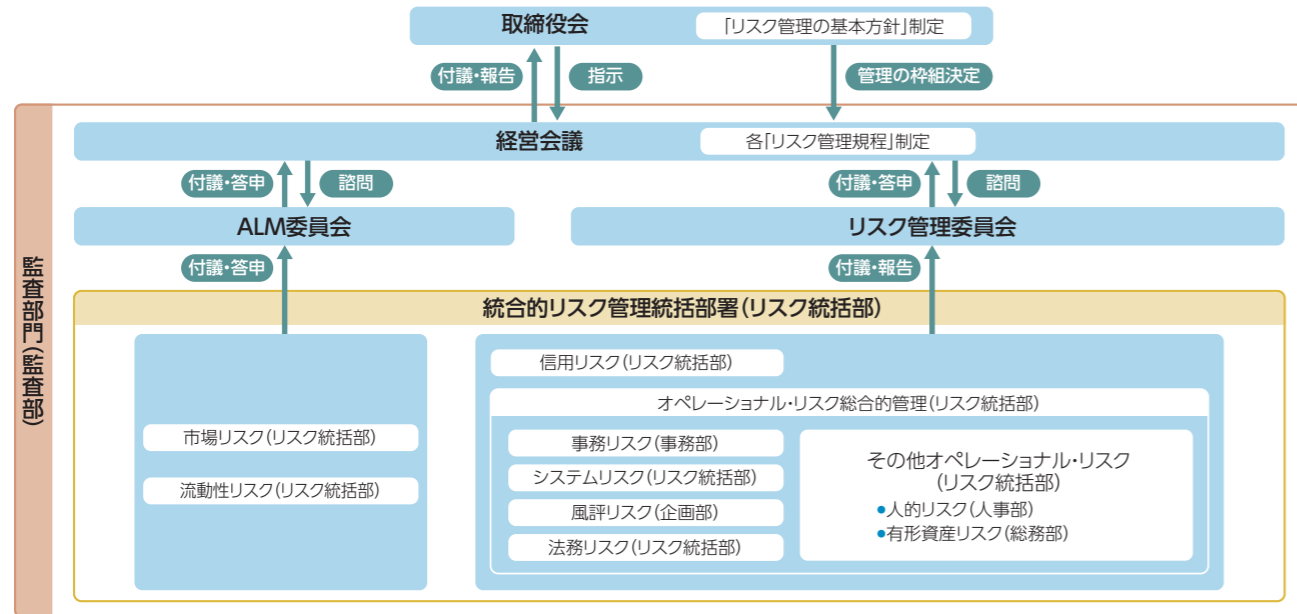 取締役会
「リスク管理の基本方針」制定
付議・報告
指示
管理の枠組決定
経営会議
各「リスク管理規程」制定
付議・答申
諮問
付議・答申
諮問
ALM委員会
リスク管理委員会
付議・答申
付議・報告
監査部門(監査部)
統合的リスク管理統括部署(リスク統括部)
市場リスク(リスク統括部)
流動性リスク(リスク統括部)
信用リスク(リスク統括部)
オペレーショナル・リスク総合的管理(リスク統括部)
事務リスク(事務部)
システムリスク(リスク統括部)
風評リスク(企画部)
法務リスク(リスク統括部)
その他オペレーショナル・リスク
(リスク統括部)
●人的リスク(人事部)
●有形資産リスク(総務部)